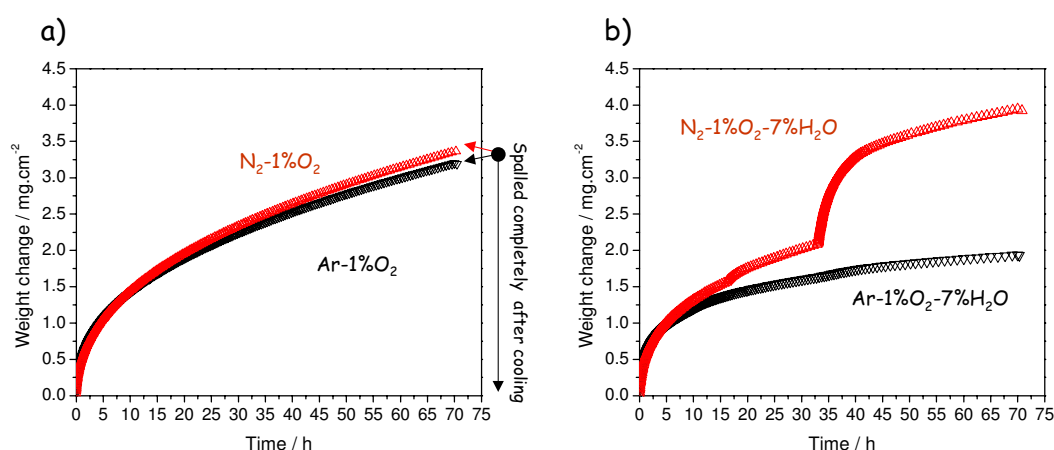 a)
Weight change / mg.cm-2
4.5
4.0
3.5
3.0
2.5
2.0
1.5
1.0
0.5
0.0
N2-1%O2
Ar-1%O2
Spalled completely after cooling
0 5 10 15 20 25 30 35 40 45 50 55 60 65 70 75
Time / h
b)
Weight change / mg.cm-2
4.5
4.0
3.5
3.0
2.5
2.0
1.5
1.0
0.5
0.0
N2-1%O2-7%H2O
Ar-1%O2-7%H2O
0 5 10 15 20 25 30 35 40 45 50 55 60 65 70 75
Time / h